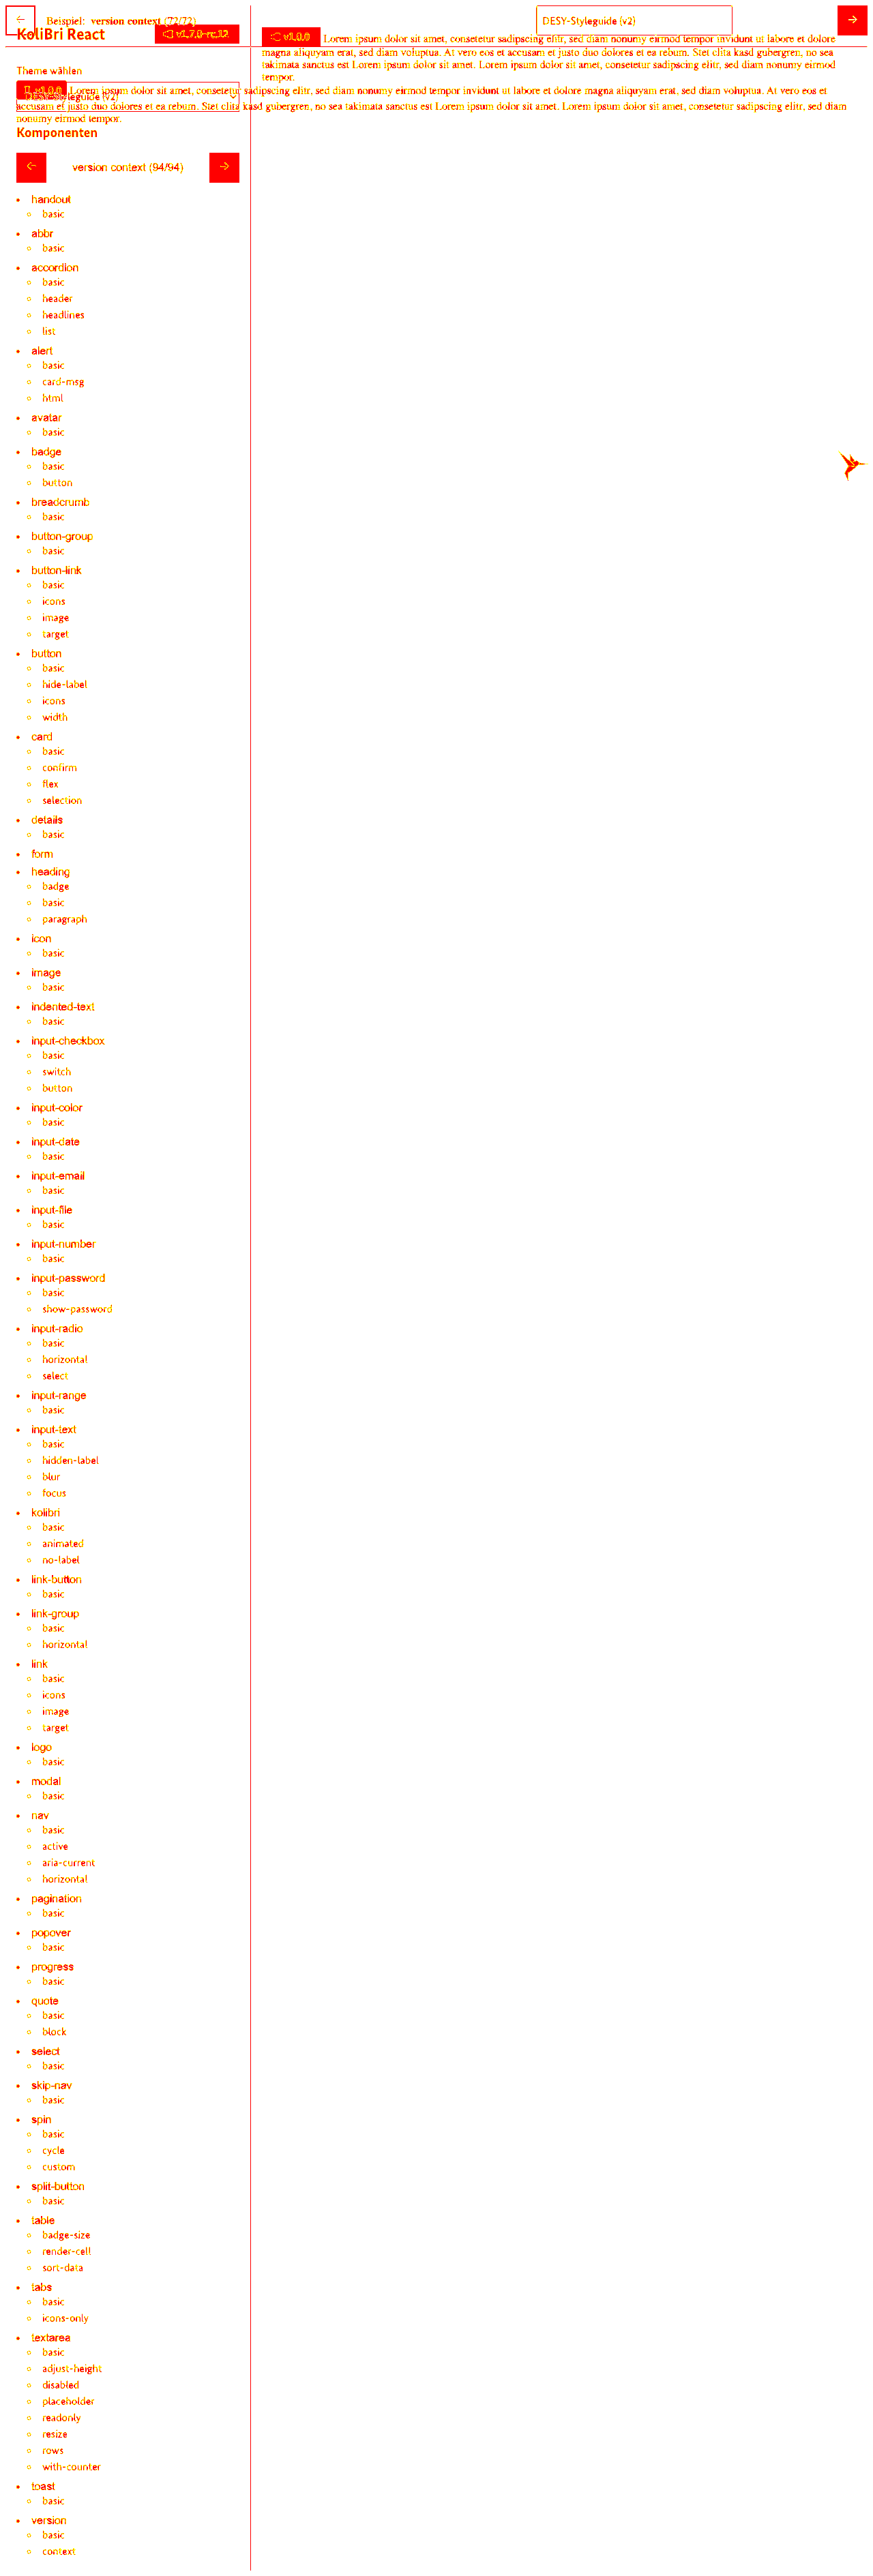 Beispiel: version context (72/72)
DESY-Styleguide (v2)
KoliBri React
v1.7.0-rc.12
v1.0.0 Lorem ipsum dolor sit amet, consetetur sadipscing elitr, sed diam nonumy eirmod tempor invidunt ut labore et dolore
magna aliquyam erat, sed diam voluptua. At vero eos et accusam et justo duo dolores et ea rebum. Stet clita kasd gubergren, no sea
takimata sanctus est Lorem ipsum dolor sit amet. Lorem ipsum dolor sit amet, consetetur sadipscing elitr, sed diam nonumy eirmod
tempor.
Theme wählen
v1.0.0 Lorem ipsum dolor sit amet, consetetur sadipscing elitr, sed diam nonumy eirmod tempor invidunt ut labore et dolore magna aliquyam erat, sed diam voluptua. At vero eos et
accusam et justo duo dolores et ea rebum. Stet clita kasd gubergren, no sea takimata sanctus est Lorem ipsum dolor sit amet. Lorem ipsum dolor sit amet, consetetur sadipscing elitr, sed diam
nonumy eirmod tempor.
Komponenten
version context (94/94)
handout
basic
abbr
basic
accordion
basic
header
headlines
list
alert
basic
card-msg
html
avatar
basic
badge
basic
button
breadcrumb
basic
button-group
basic
button-link
basic
icons
image
target
button
basic
hide-label
icons
width
card
basic
confirm
flex
selection
details
basic
form
heading
badge
basic
paragraph
icon
basic
image
basic
indented-text
basic
input-checkbox
basic
switch
button
input-color
basic
input-date
basic
input-email
basic
input-file
basic
input-number
basic
input-password
basic
show-password
input-radio
basic
horizontal
select
input-range
basic
input-text
basic
hidden-label
blur
focus
kolibri
basic
animated
no-label
link-button
basic
link-group
basic
horizontal
link
basic
icons
image
target
logo
basic
modal
basic
nav
basic
active
aria-current
horizontal
pagination
basic
popover
basic
progress
basic
quote
basic
block
select
basic
skip-nav
basic
spin
basic
cycle
custom
split-button
basic
table
badge-size
render-cell
sort-data
tabs
basic
icons-only
textarea
basic
adjust-height
disabled
placeholder
readonly
resize
rows
with-counter
toast
basic
version
basic
context